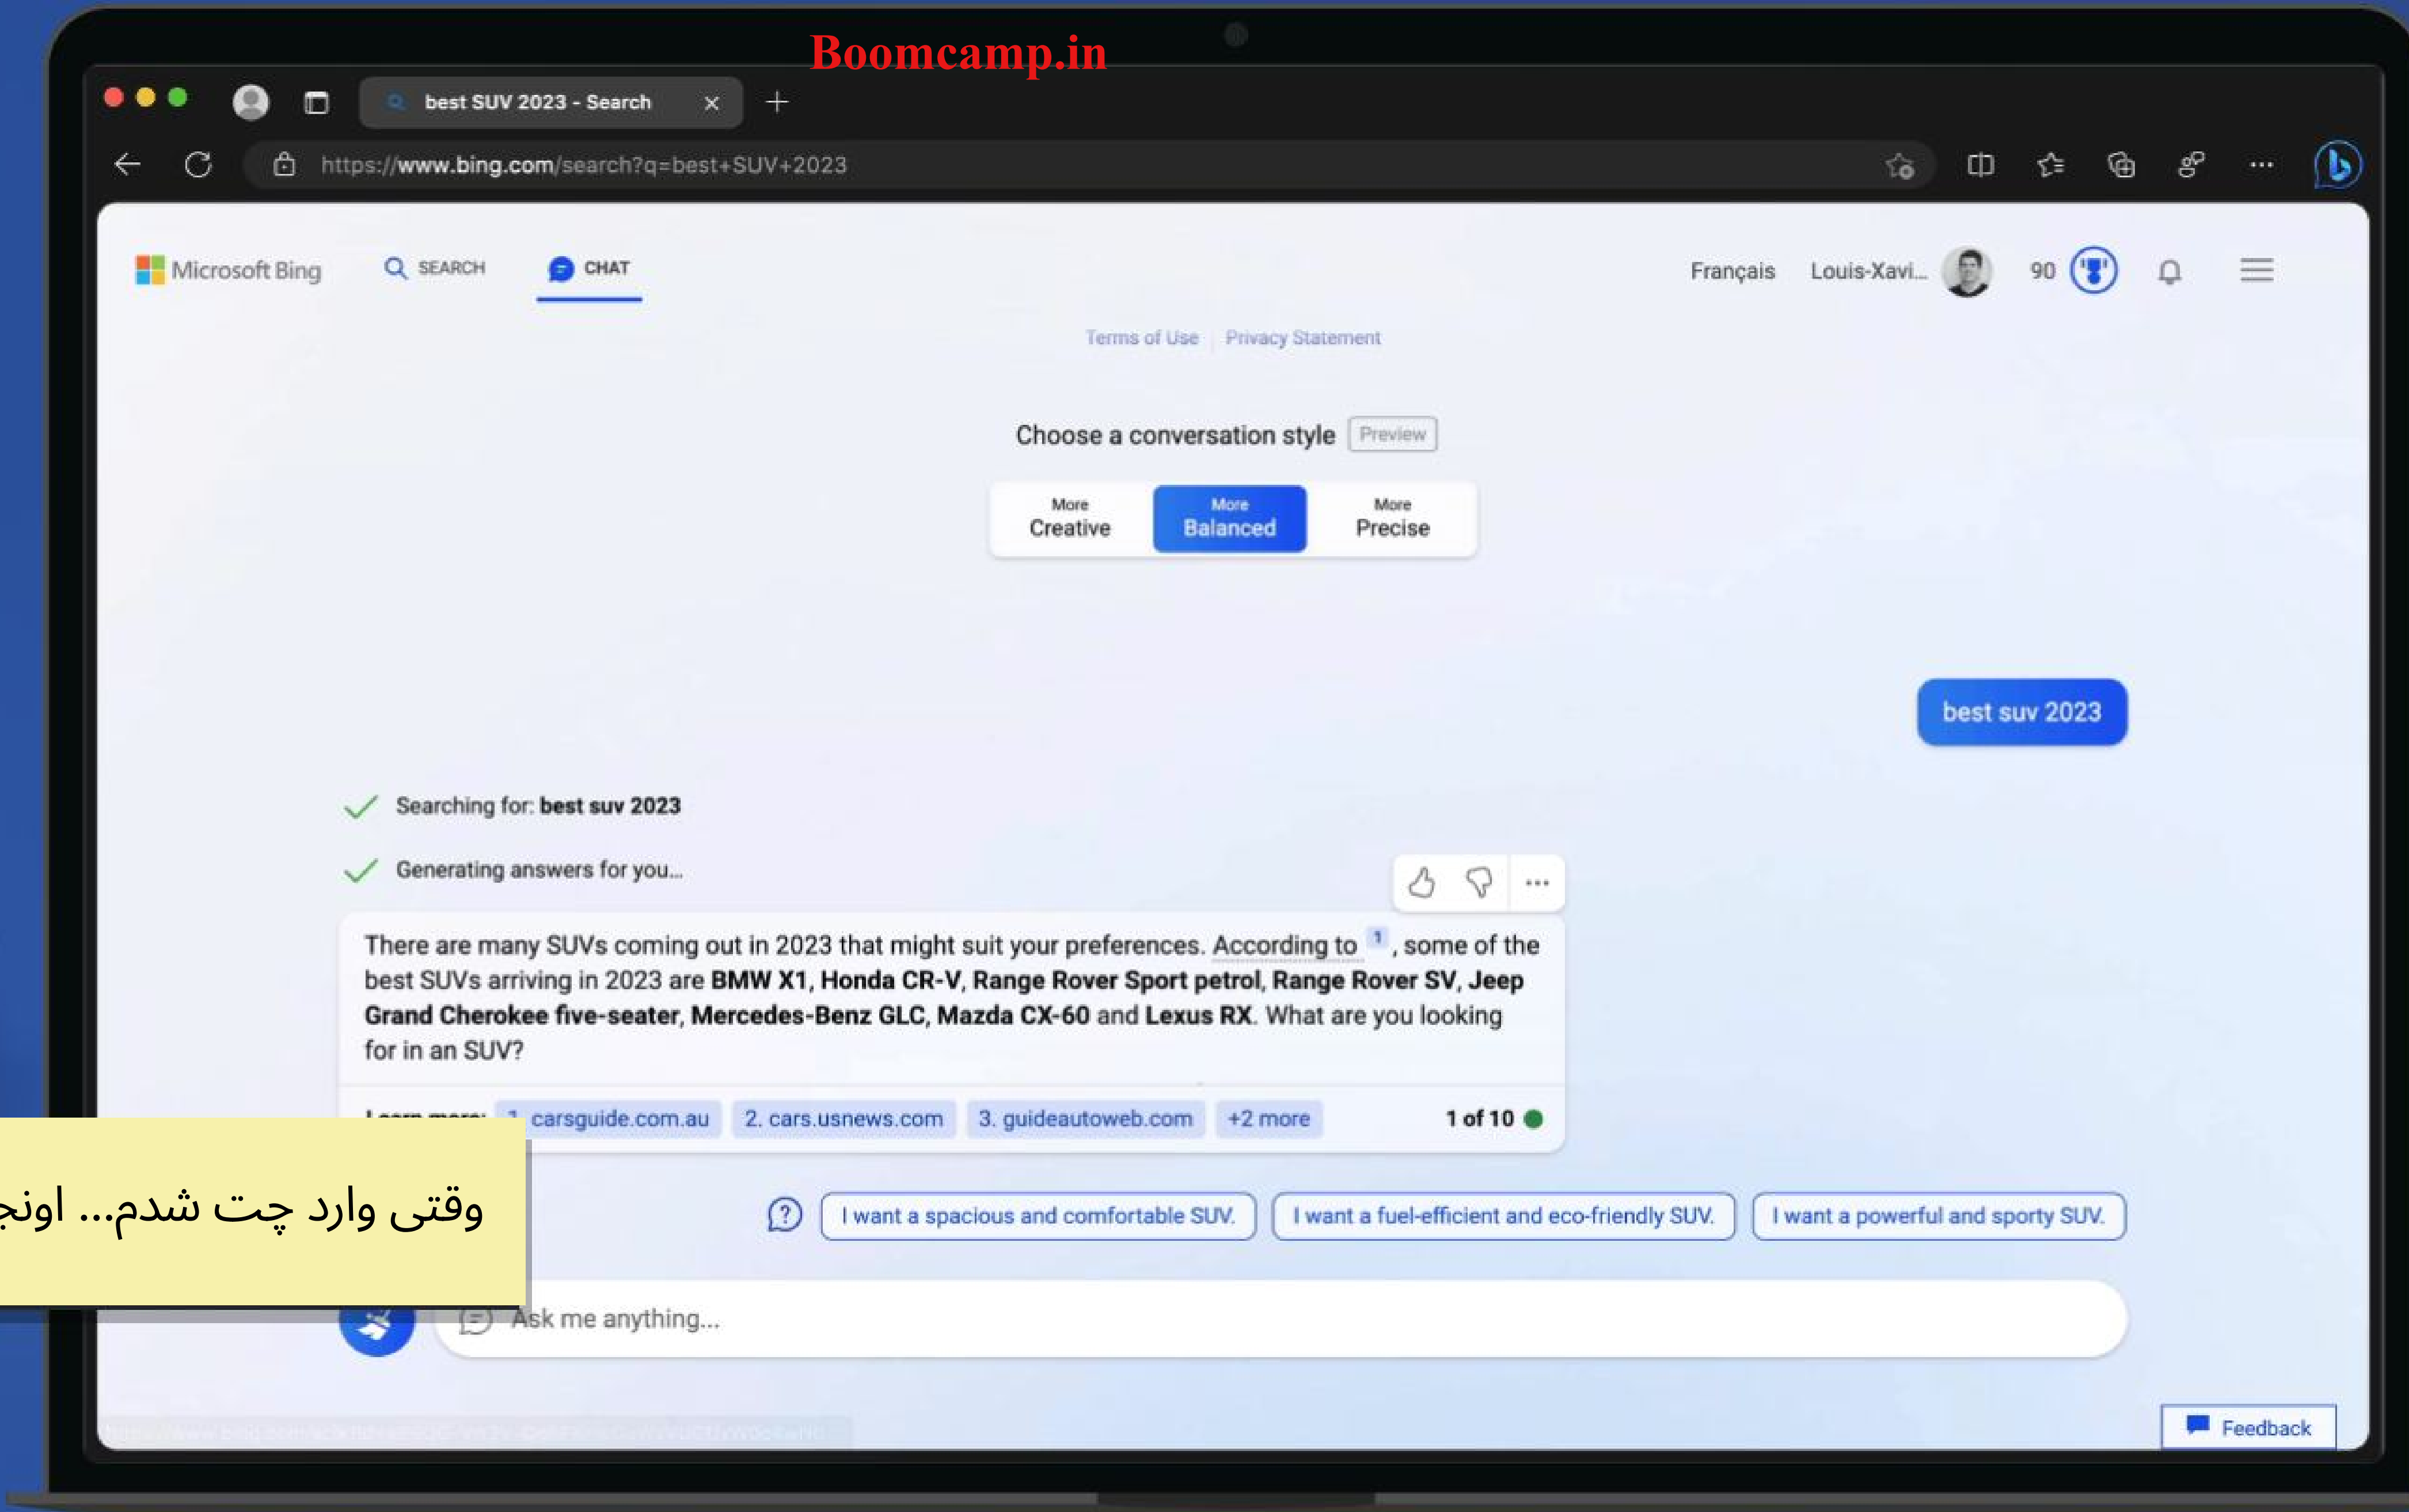 Boomcamp.in
best SUV 2023 - Search
https://www.bing.com/search?q=best+SUV+2023
Microsoft Bing
SEARCH
CHAT
Français
Louis-Xavi...
90
Terms of Use
Privacy Statement
Choose a conversation style Preview
More Creative
More Balanced
More Precise
best suv 2023
Searching for: best suv 2023
Generating answers for you...
There are many SUVs coming out in 2023 that might suit your preferences. According to 1, some of the
best SUVs arriving in 2023 are BMW X1, Honda CR-V, Range Rover Sport petrol, Range Rover SV, Jeep
Grand Cherokee five-seater, Mercedes-Benz GLC, Mazda CX-60 and Lexus RX. What are you looking
for in an SUV?
Learn more: 1. carsguide.com.au 2. cars.usnews.com 3. guideautoweb.com +2 more 1 of 10
وقتی وارد چت شدم...
I want a spacious and comfortable SUV.
I want a fuel-efficient and eco-friendly SUV.
I want a powerful and sporty SUV.
Ask me anything...
Feedback